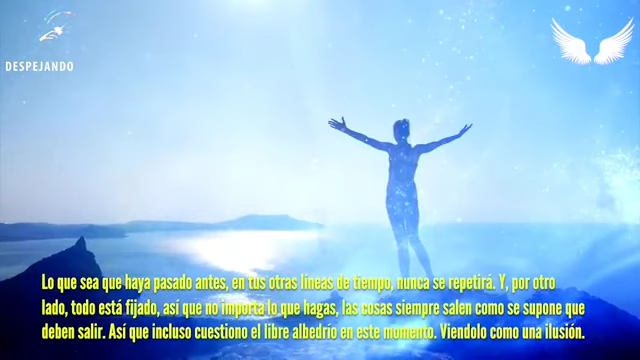 DESPEJANDO
Lo que sea que haya pasado antes, en tus otras lineas de tiempo, nunca se repetirá. Y, por otro
lado, todo está fijado, así que no importa lo que hagas, las cosas siempre salen como se supone que
deben salir. Así que incluso cuestiono el libre albedrío en este momento. Viendolo como una ilusión.